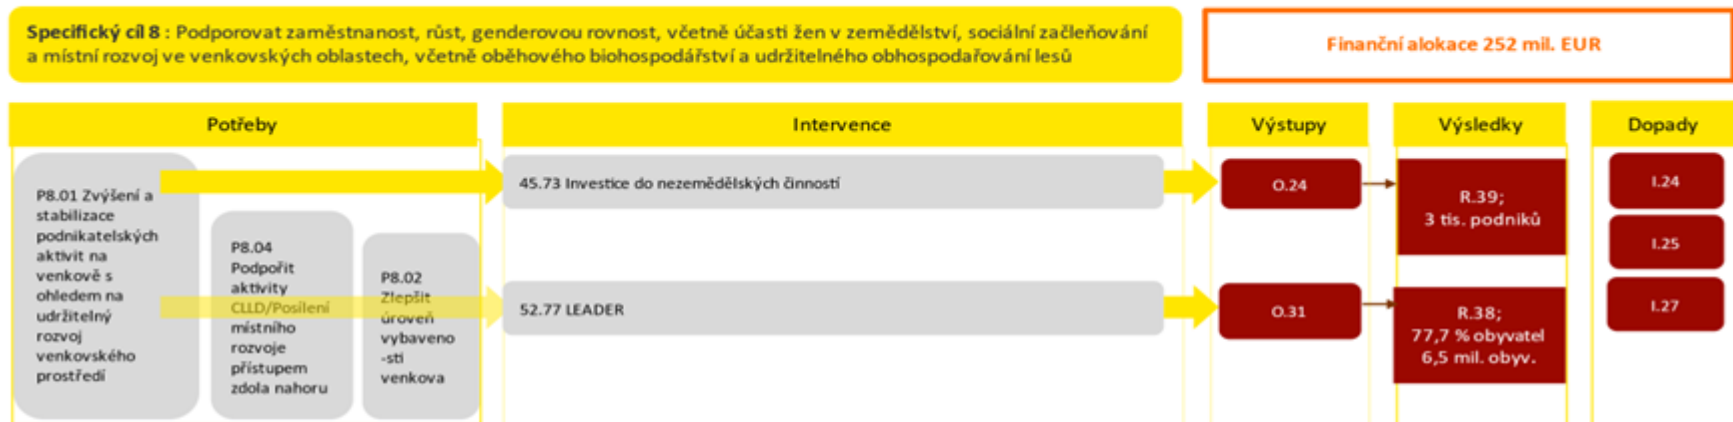 Specifický cíl 8 : Podporovat zaměstnanost, růst, genderovou rovnost, včetně účasti žen v zemědělství, sociální začleňování
a místní rozvoj ve venkovských oblastech, včetně oběhového biohospodářství a udržitelného obhospodařování lesů
Finanční alokace 252 mil. EUR
Potřeby
Intervence
Výstupy
Výsledky
Dopady
P8.01 Zvýšení a
stabilizace
podnikatelských
aktivit na
venkově s
ohledem na
udržitelný
rozvoj
venkovského
prostředí
P8.04
Podpořit
aktivity
CLLD/Posílení
místního
rozvoje
přístupem
zdola nahoru
P8.02
Zlepšit
úroveň
vybaveno
-sti
venkova
45.73 Investice do nezemědělských činností
52.77 LEADER
O.24
O.31
R.39;
3 tis. podniků
R.38;
77,7 % obyvatel
6,5 mil. obyv.
I.24
I.25
I.27